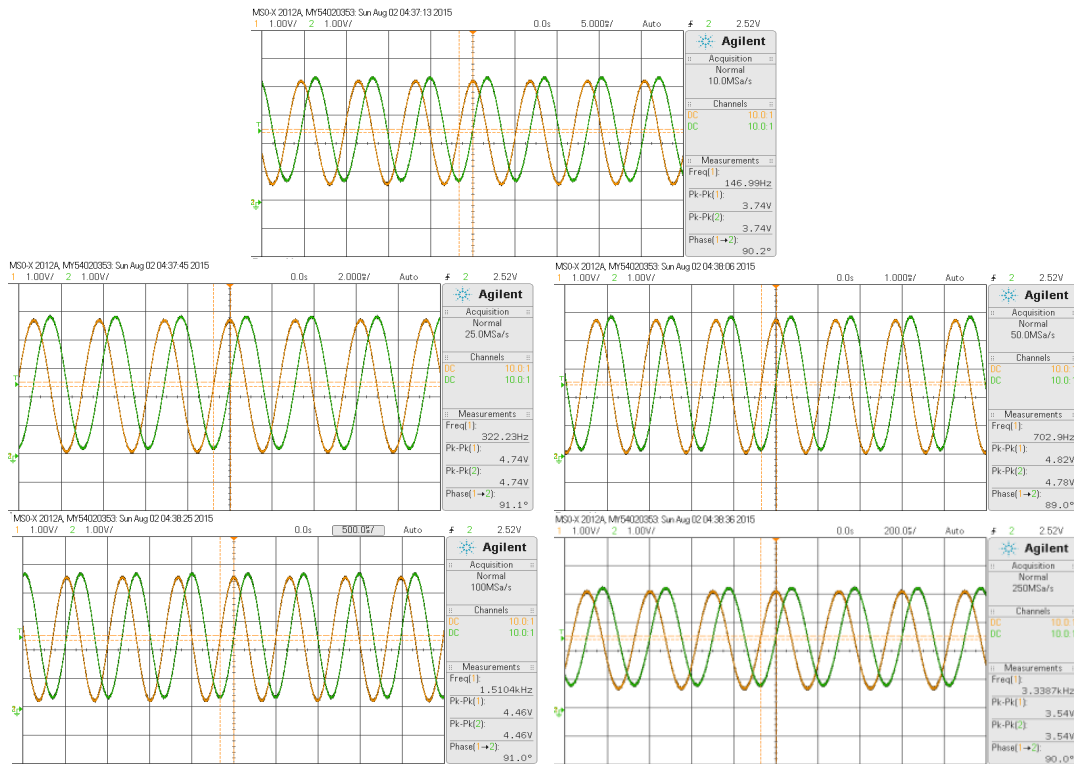 MSO-X 2012A, MY54020353: Sun Aug 02 04:37:13 2015
1 1.00V/ 2 1.00V/ 0.0s 5.000ms/ Auto 2 2.52V
Agilent
Acquisition
Normal
10.0MSa/s
Channels
DC 10.0:1
DC 10.0:1
Measurements
Freq(1):
146.99Hz
Pk-Pk(1):
3.74V
Pk-Pk(2):
3.74V
Phase(1→2):
90.2°
MSO-X 2012A, MY54020353: Sun Aug 02 04:37:45 2015
1 1.00V/ 2 1.00V/ 0.0s 2.000ms/ Auto 2 2.52V
Agilent
Acquisition
Normal
25.0MSa/s
Channels
DC 10.0:1
DC 10.0:1
Measurements
Freq(1):
322.23Hz
Pk-Pk(1):
4.74V
Pk-Pk(2):
4.74V
Phase(1→2):
91.1°
MSO-X 2012A, MY54020353: Sun Aug 02 04:38:06 2015
1 1.00V/ 2 1.00V/ 0.0s 1.000ms/ Auto 2 2.52V
Agilent
Acquisition
Normal
50.0MSa/s
Channels
DC 10.0:1
DC 10.0:1
Measurements
Freq(1):
702.9Hz
Pk-Pk(1):
4.82V
Pk-Pk(2):
4.78V
Phase(1→2):
89.0°
MSO-X 2012A, MY54020353: Sun Aug 02 04:38:25 2015
1 1.00V/ 2 1.00V/ 0.0s 500.0us/ Auto 2 2.52V
Agilent
Acquisition
Normal
100MSa/s
Channels
DC 10.0:1
DC 10.0:1
Measurements
Freq(1):
1.5104kHz
Pk-Pk(1):
4.46V
Pk-Pk(2):
4.46V
Phase(1→2):
91.0°
MSO-X 2012A, MY54020353: Sun Aug 02 04:38:36 2015
1 1.00V/ 2 1.00V/ 0.0s 200.0us/ Auto 2 2.52V
Agilent
Acquisition
Normal
250MSa/s
Channels
DC 10.0:1
DC 10.0:1
Measurements
Freq(1):
3.3387kHz
Pk-Pk(1):
3.54V
Pk-Pk(2):
3.54V
Phase(1→2):
90.0°